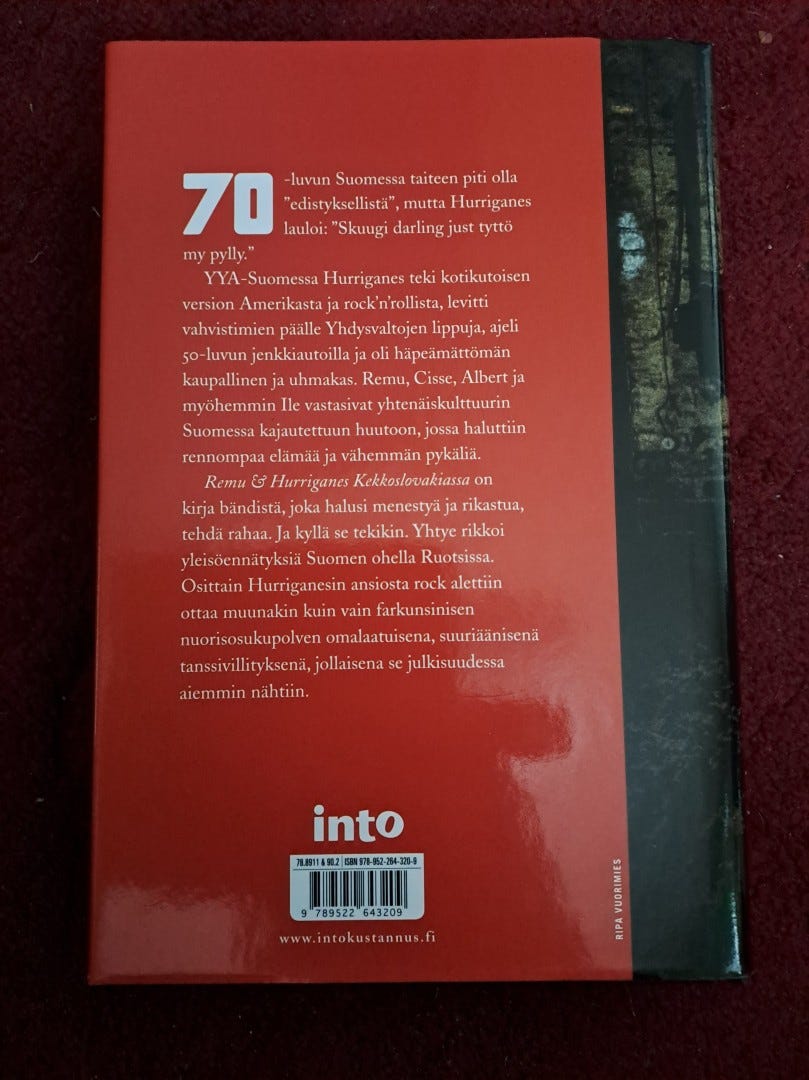 70-luvun Suomessa taiteen piti olla
”edistyksellistä”, mutta Hurriganes
lauloi: ”Skuugi darling just tyttö
my pylly.”
YYA-Suomessa Hurriganes teki kotikutoisen
version Amerikasta ja rock’n’rollista, levitti
vahvistimien päälle Yhdysvaltojen lippuja, ajeli
50-luvun jenkkiautoilla ja oli häpeämättömän
kaupallinen ja uhmakas. Remu, Cisse, Albert ja
myöhemmin Ile vastasivat yhtenäiskulttuurin
Suomessa kajautettuun huutoon, jossa haluttiin
rennompaa elämää ja vähemmän pykäliä.
Remu & Hurriganes Kekkoslovakiassa on
kirja bändistä, joka halusi menestyä ja rikastua,
tehdä rahaa. Ja kyllä se tekikin. Yhtye rikkoi
yleisöennätyksiä Suomen ohella Ruotsissa.
Osittain Hurriganesin ansiosta rock alettiin
ottaa muunakin kuin vain farkunsinisen
nuorisosukupolven omalaatuisena, suuriäänisenä
tanssivillityksenä, jollaisena se julkisuudessa
aiemmin nähtiin.
into
78.8911 & 90.2 | ISBN 978-952-264-320-9
9 789522 643209
www.intokustannus.fi
RIPA VUORIMIES